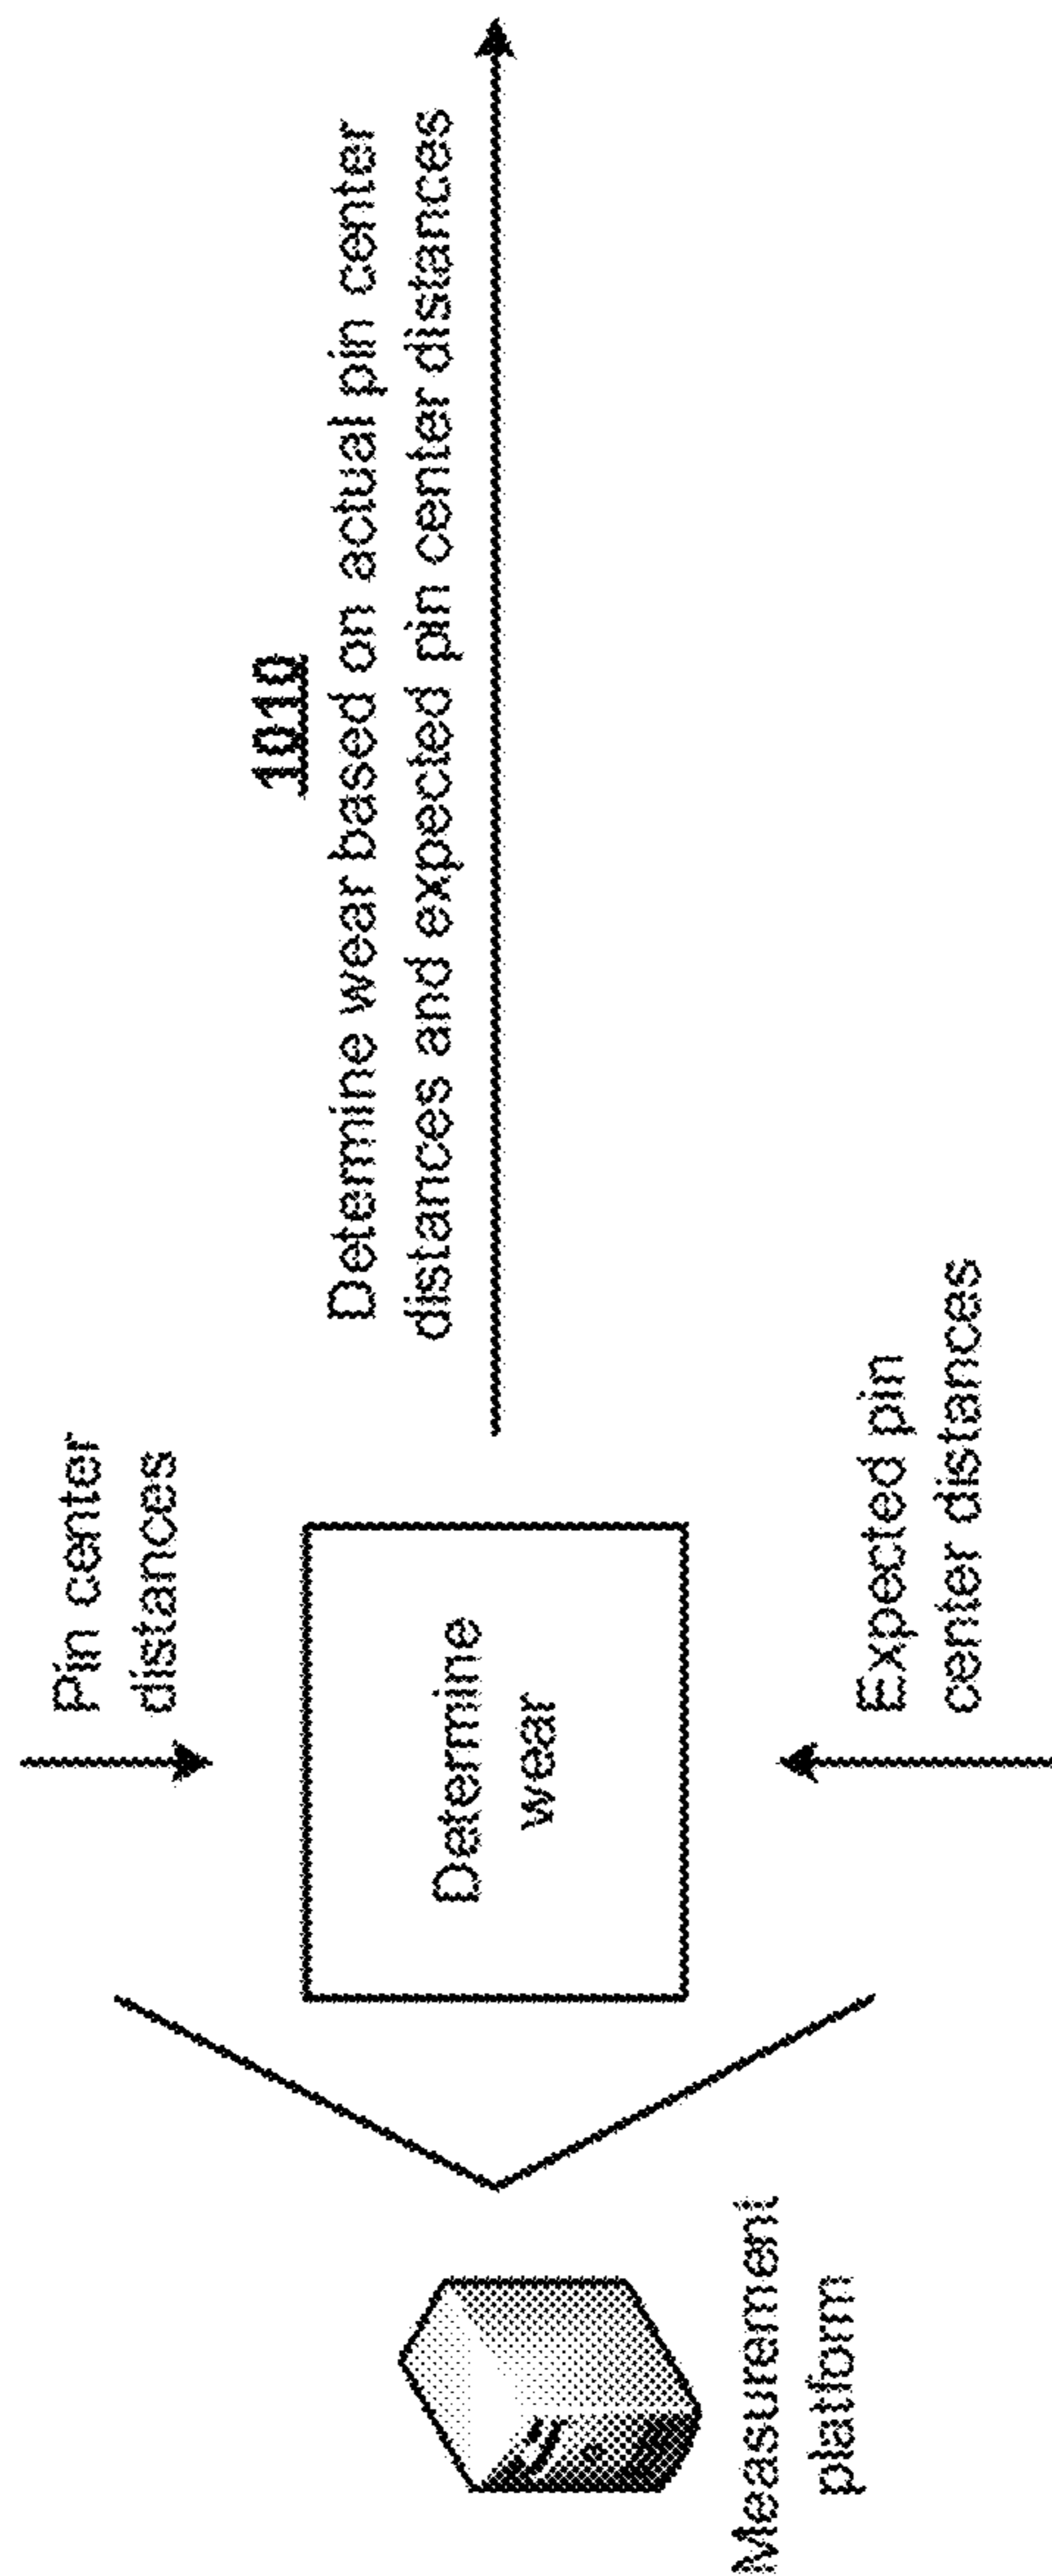 Pin center
distances
1010
Determine wear based on actual pin center
distances and expected pin center distances
Determine
wear
Measurement
platform
Expected pin
center distances